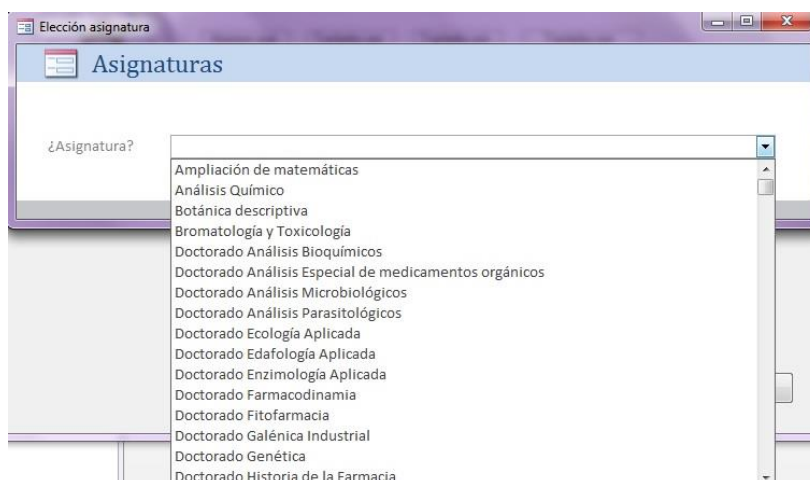 Elección asignatura
Asignaturas
¿Asignatura?
Ampliación de matemáticas
Análisis Químico
Botánica descriptiva
Bromatología y Toxicología
Doctorado Análisis Bioquímicos
Doctorado Análisis Especial de medicamentos orgánicos
Doctorado Análisis Microbiológicos
Doctorado Análisis Parasitológicos
Doctorado Ecología Aplicada
Doctorado Edafología Aplicada
Doctorado Enzimología Aplicada
Doctorado Farmacodinamia
Doctorado Fitofarmacia
Doctorado Galénica Industrial
Doctorado Genética
Doctorado Historia de la Farmacia